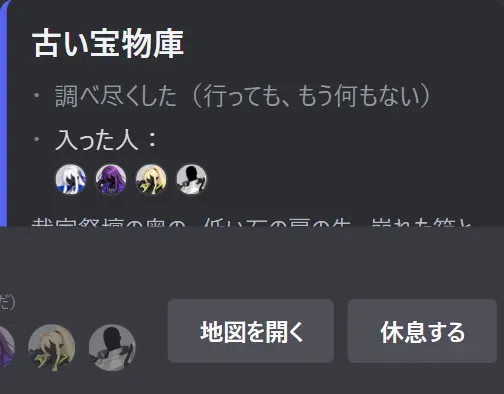 古い宝物庫
・ 調べ尽くした（行っても、もう何もない）
・ 入った人：
だ）
地図を開く
休息する